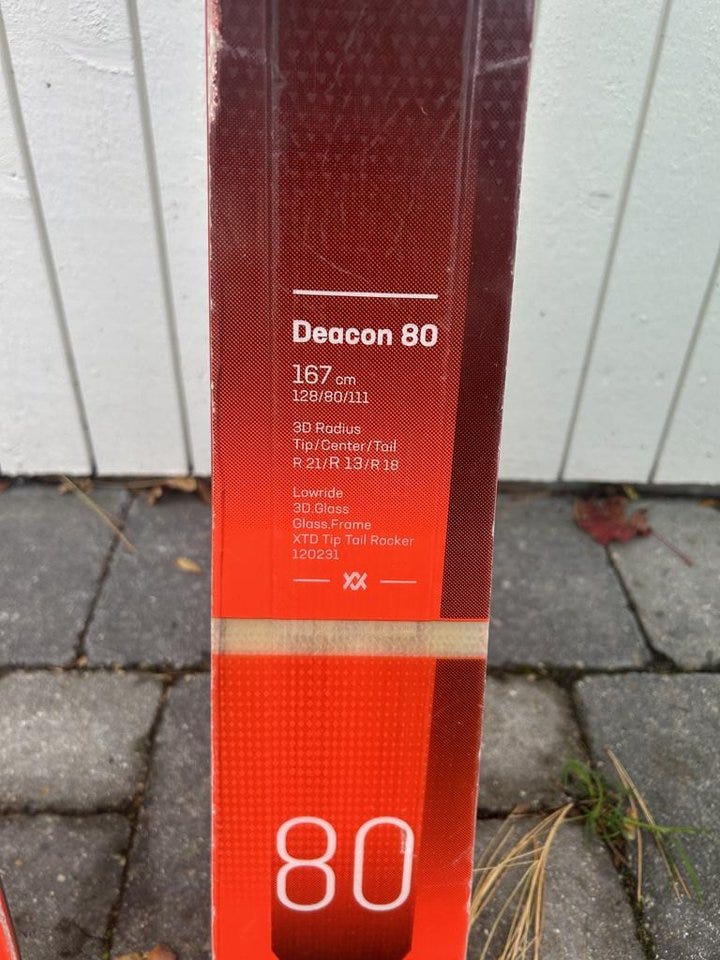 Deacon 80
167 cm
128/80/111
3D Radius
Tip/Center/Tail
R 21/R 13/R 18
Lowride
3D.Glass
Glass.Frame
XTD Tip Tail Rocker
120231
80